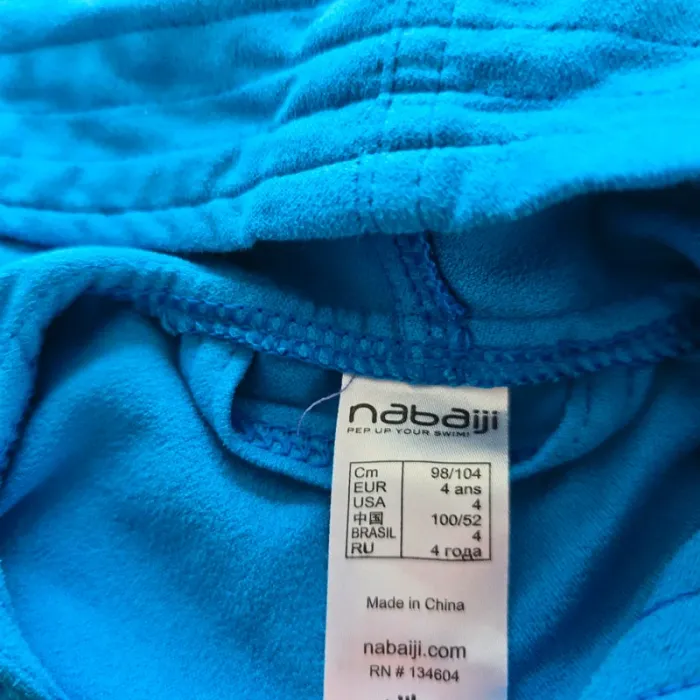 nabaiji
PEP UP YOUR SWIM!
Cm 98/104
EUR 4 ans
USA 4
中国 100/52
BRASIL 4
RU 4 года
Made in China
nabaiji.com
RN # 134604